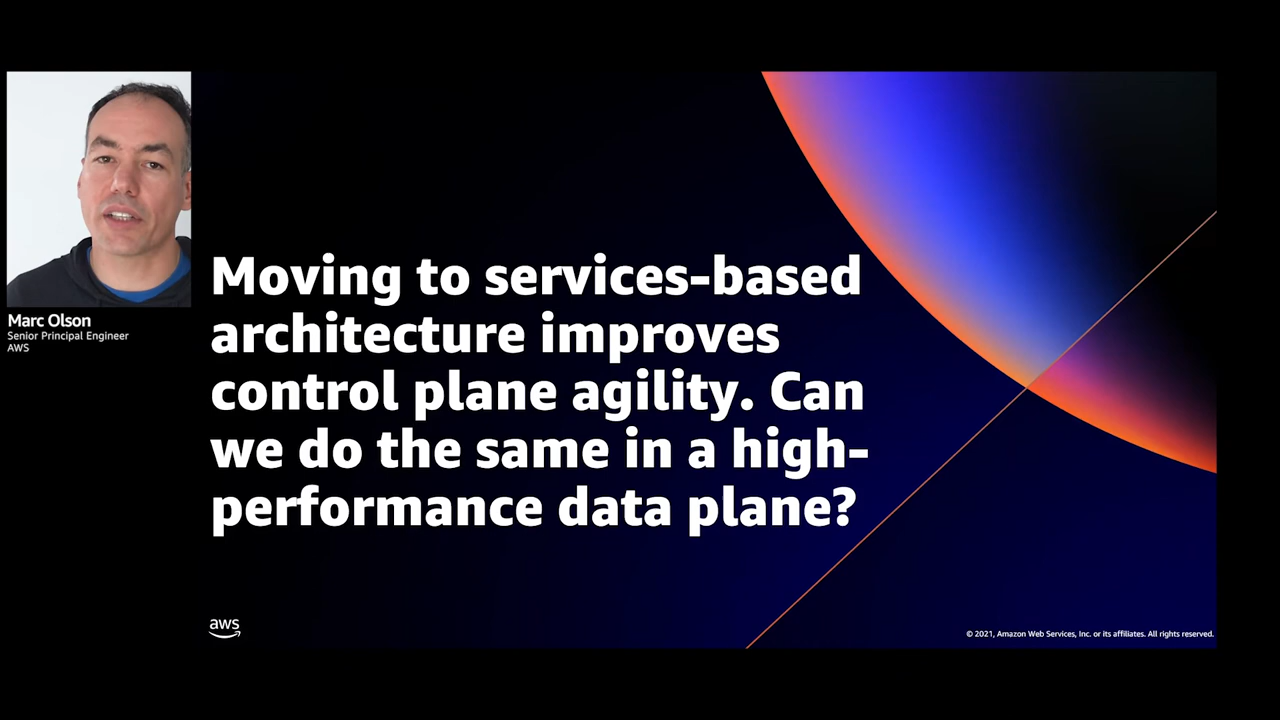 Marc Olson
Senior Principal Engineer
AWS
Moving to services-based
architecture improves
control plane agility. Can
we do the same in a high-
performance data plane?
aws
© 2021, Amazon Web Services, Inc. or its affiliates. All rights reserved.